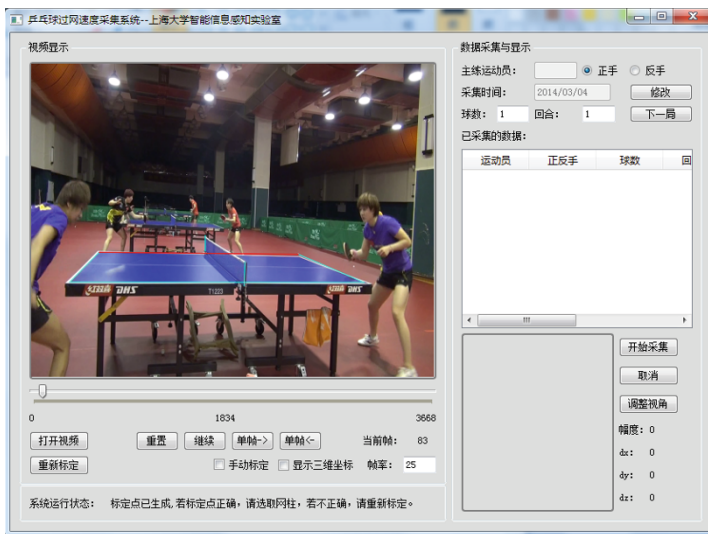 乒乓球过网速度采集系统--上海大学智能信息感知实验室
视频显示
红双喜 DHS
T1223
DHS
0 1834 3668
打开视频 重置 继续 单帧-> 单帧<- 当前帧: 83
重新标定 手动标定 显示三维坐标 帧率: 25
系统运行状态: 标定点已生成,若标定点正确,请选取网柱,若不正确,请重新标定。
数据采集与显示
主练运动员: 正手 反手
采集时间: 2014/03/04 修改
球数: 1 回合: 1 下一局
已采集的数据:
运动员 正反手 球数 回
开始采集
取消
调整视角
幅度: 0
dx: 0
dy: 0
dz: 0